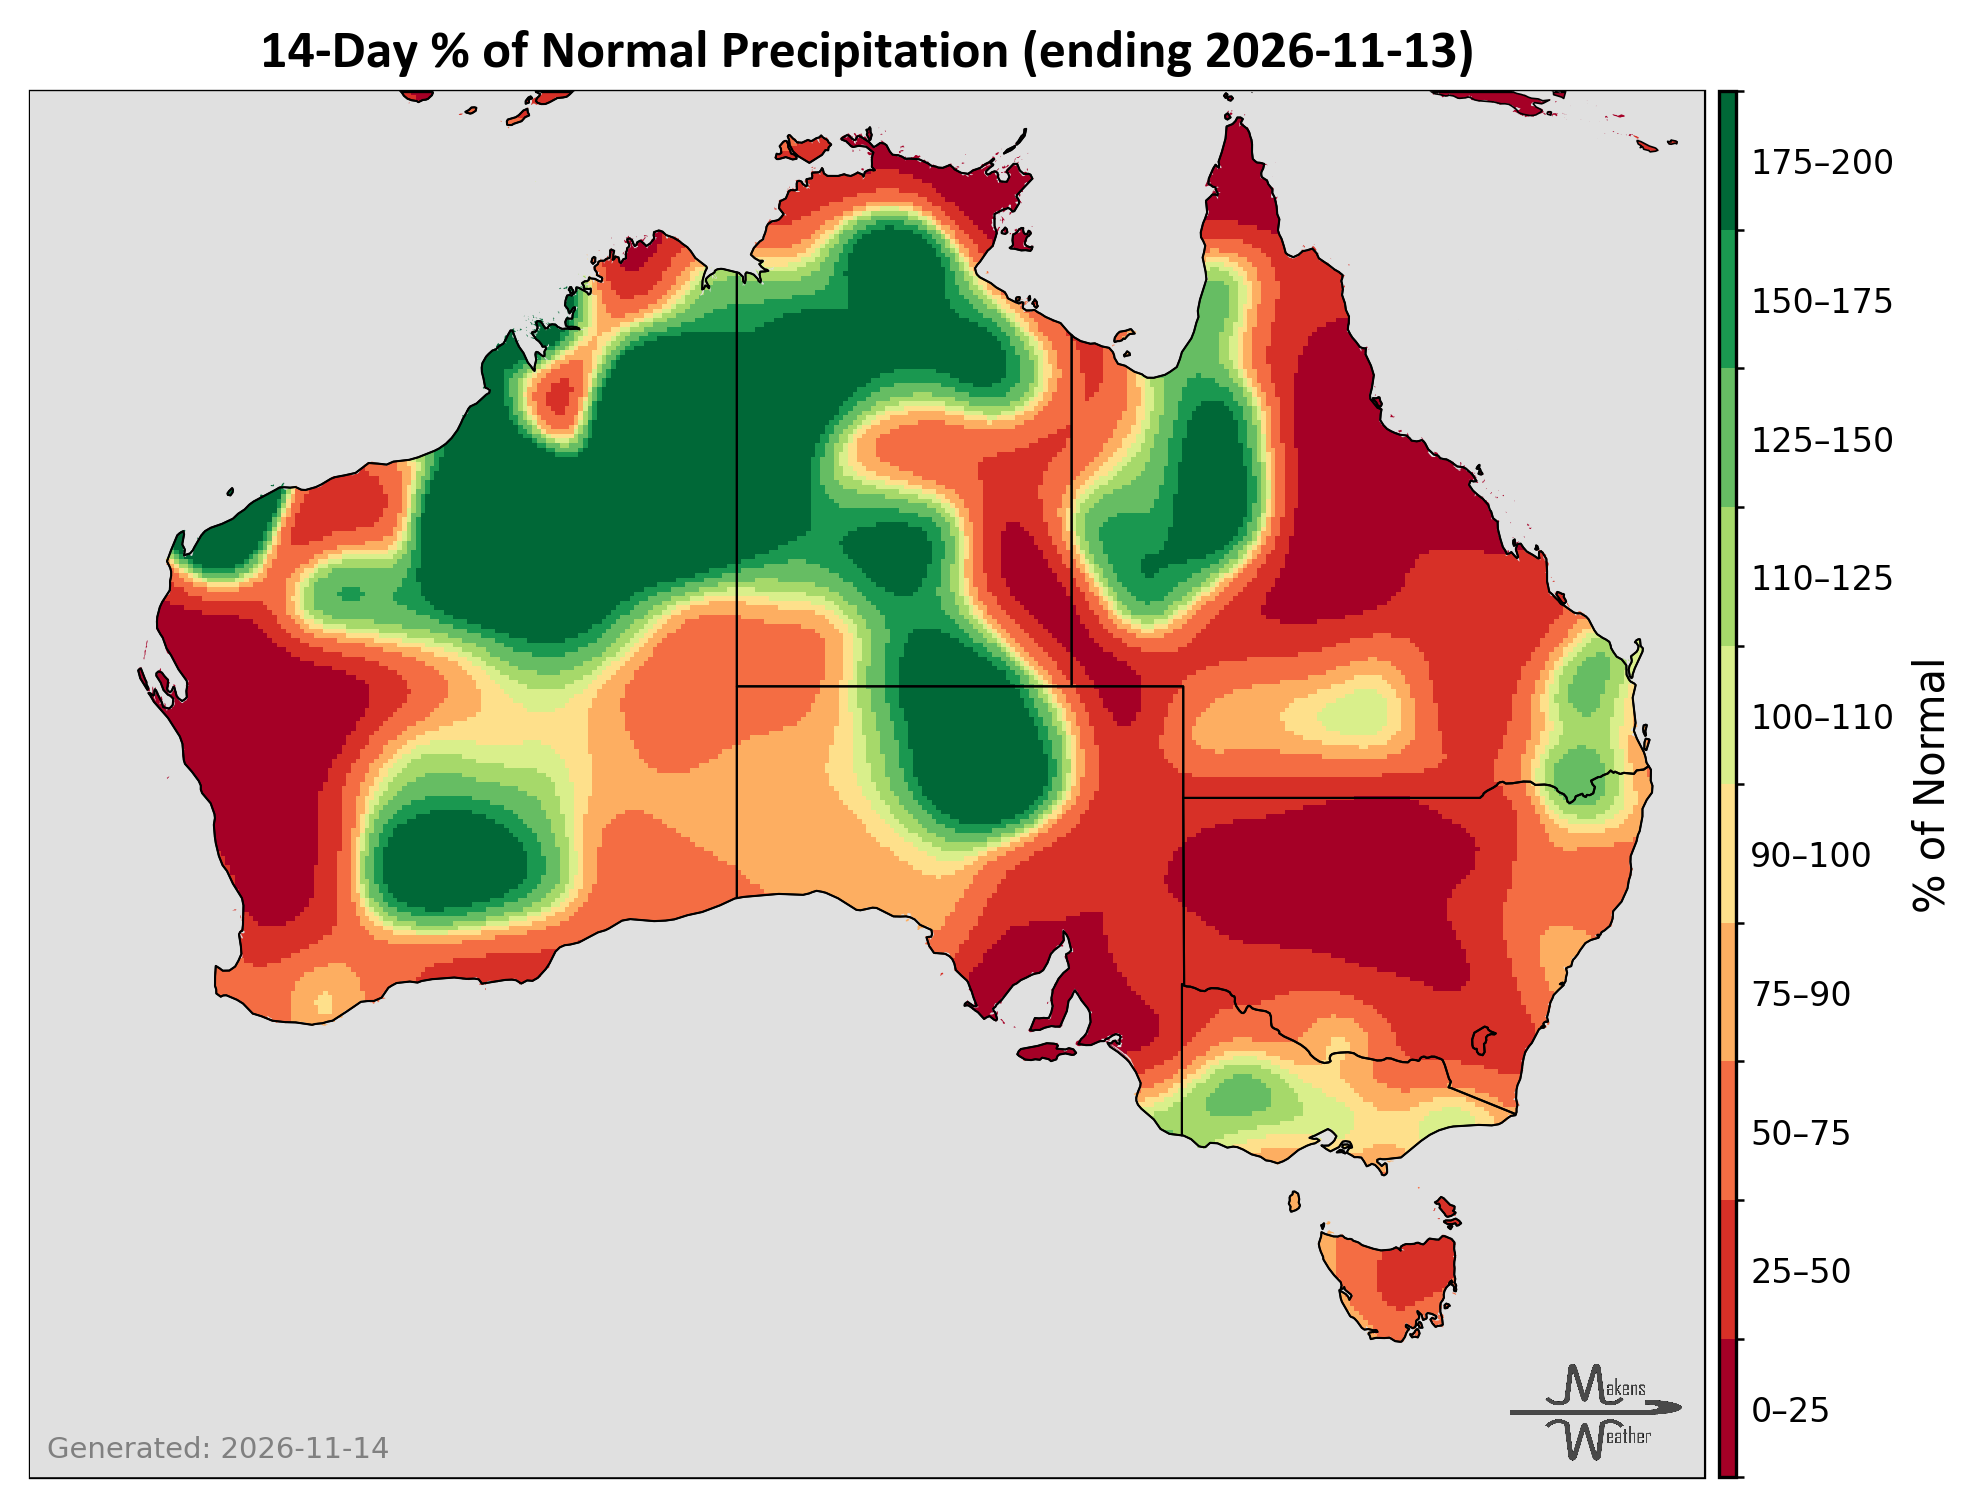 14-Day % of Normal Precipitation (ending 2026-11-13)
175–200
150–175
125–150
110–125
100–110
90–100
75–90
50–75
25–50
0–25
% of Normal
Makens
Weather
Generated: 2026-11-14